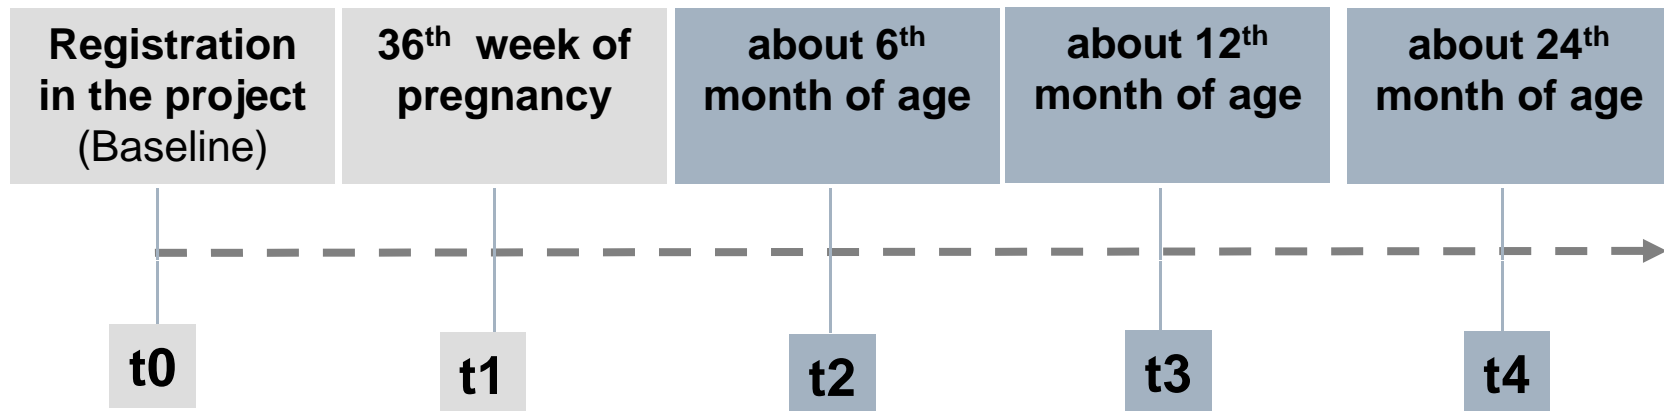 Registration
in the project
(Baseline)
36th week of
pregnancy
about 6th
month of age
about 12th
month of age
about 24th
month of age
t0
t1
t2
t3
t4